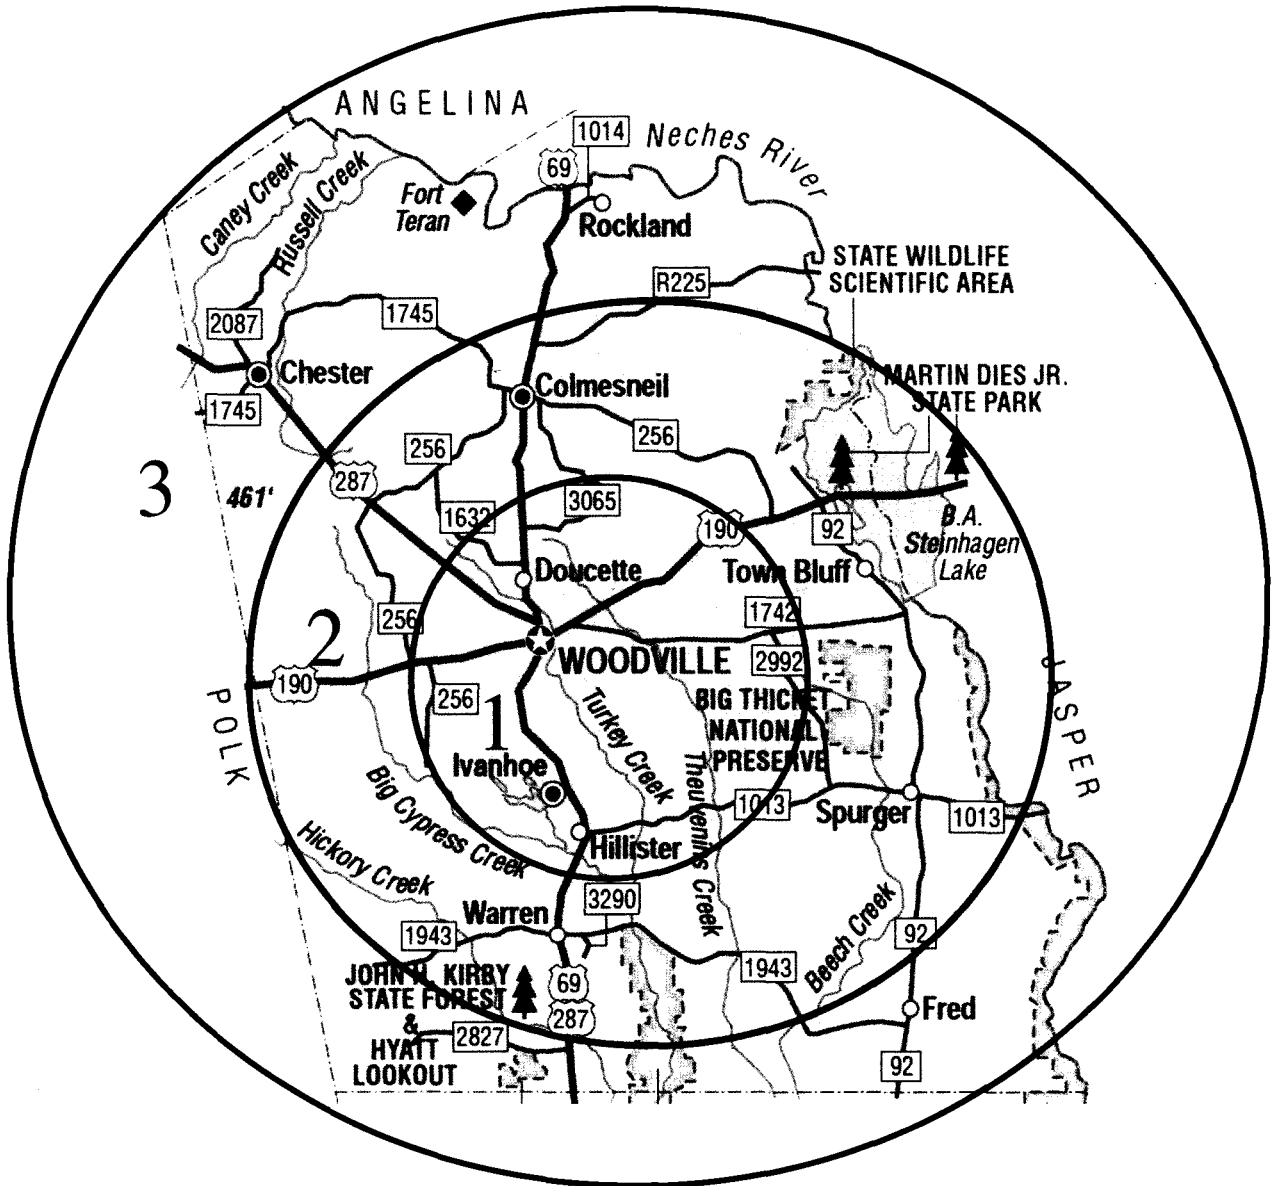 ANGELINA
1014
Neches River
69
Caney Creek
Russell Creek
Fort
Teran
Rockland
STATE WILDLIFE
SCIENTIFIC AREA
R225
2087
1745
Chester
Colmesneil
MARTIN DIES JR.
STATE PARK
1745
256
256
3
461'
287
1632
3065
190
92
B.A.
Steinhagen
Lake
Doucette
Town Bluff
256
1742
2
WOODVILLE
2992
190
256
1
BIG THICKET
NATIONAL
PRESERVE
POLK
JASPER
Turkey Creek
Ivanhoe
Theuvenins Creek
Big Cypress Creek
1013
Spurger
1013
Hickory Creek
Hillister
3290
Warren
1943
92
Beech Creek
1943
JOHN H. KIRBY
STATE FOREST
&
HYATT
LOOKOUT
69
287
2827
Fred
92